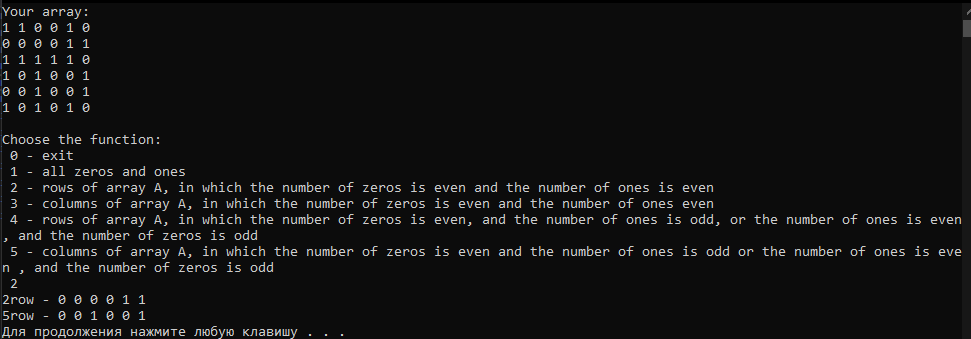 Your array:
1 1 0 0 1 0
0 0 0 0 1 1
1 1 1 1 1 0
1 0 1 0 0 1
0 0 1 0 0 1
1 0 1 0 1 0
Choose the function:
0 - exit
1 - all zeros and ones
2 - rows of array A, in which the number of zeros is even and the number of ones is even
3 - columns of array A, in which the number of zeros is even and the number of ones even
4 - rows of array A, in which the number of zeros is even, and the number of ones is odd, or the number of ones is even
, and the number of zeros is odd
5 - columns of array A, in which the number of zeros is even and the number of ones is odd or the number of ones is eve
n , and the number of zeros is odd
2
2row - 0 0 0 0 1 1
5row - 0 0 1 0 0 1
Для продолжения нажмите любую клавишу . . .